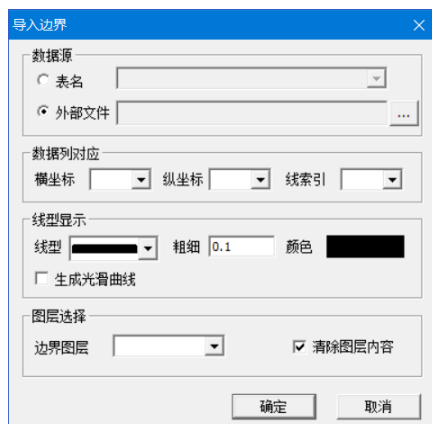 导入边界
数据源
表名
外部文件 ...
数据列对应
横坐标 纵坐标 线索引
线型显示
线型 粗细 0.1 颜色
生成光滑曲线
图层选择
边界图层 清除图层内容
确定 取消